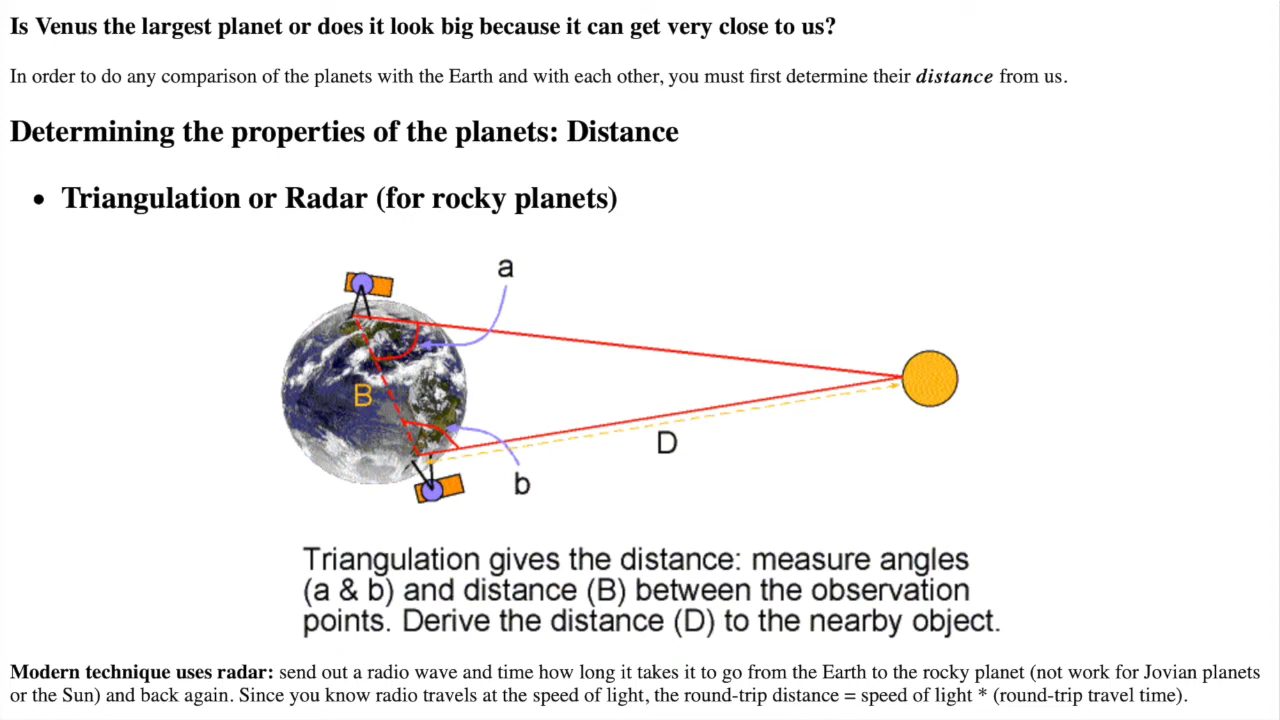 Is Venus the largest planet or does it look big because it can get very close to us?
In order to do any comparison of the planets with the Earth and with each other, you must first determine their distance from us.
Determining the properties of the planets: Distance
• Triangulation or Radar (for rocky planets)
a
B
D
b
Triangulation gives the distance: measure angles
(a & b) and distance (B) between the observation
points. Derive the distance (D) to the nearby object.
Modern technique uses radar: send out a radio wave and time how long it takes it to go from the Earth to the rocky planet (not work for Jovian planets
or the Sun) and back again. Since you know radio travels at the speed of light, the round-trip distance = speed of light * (round-trip travel time).